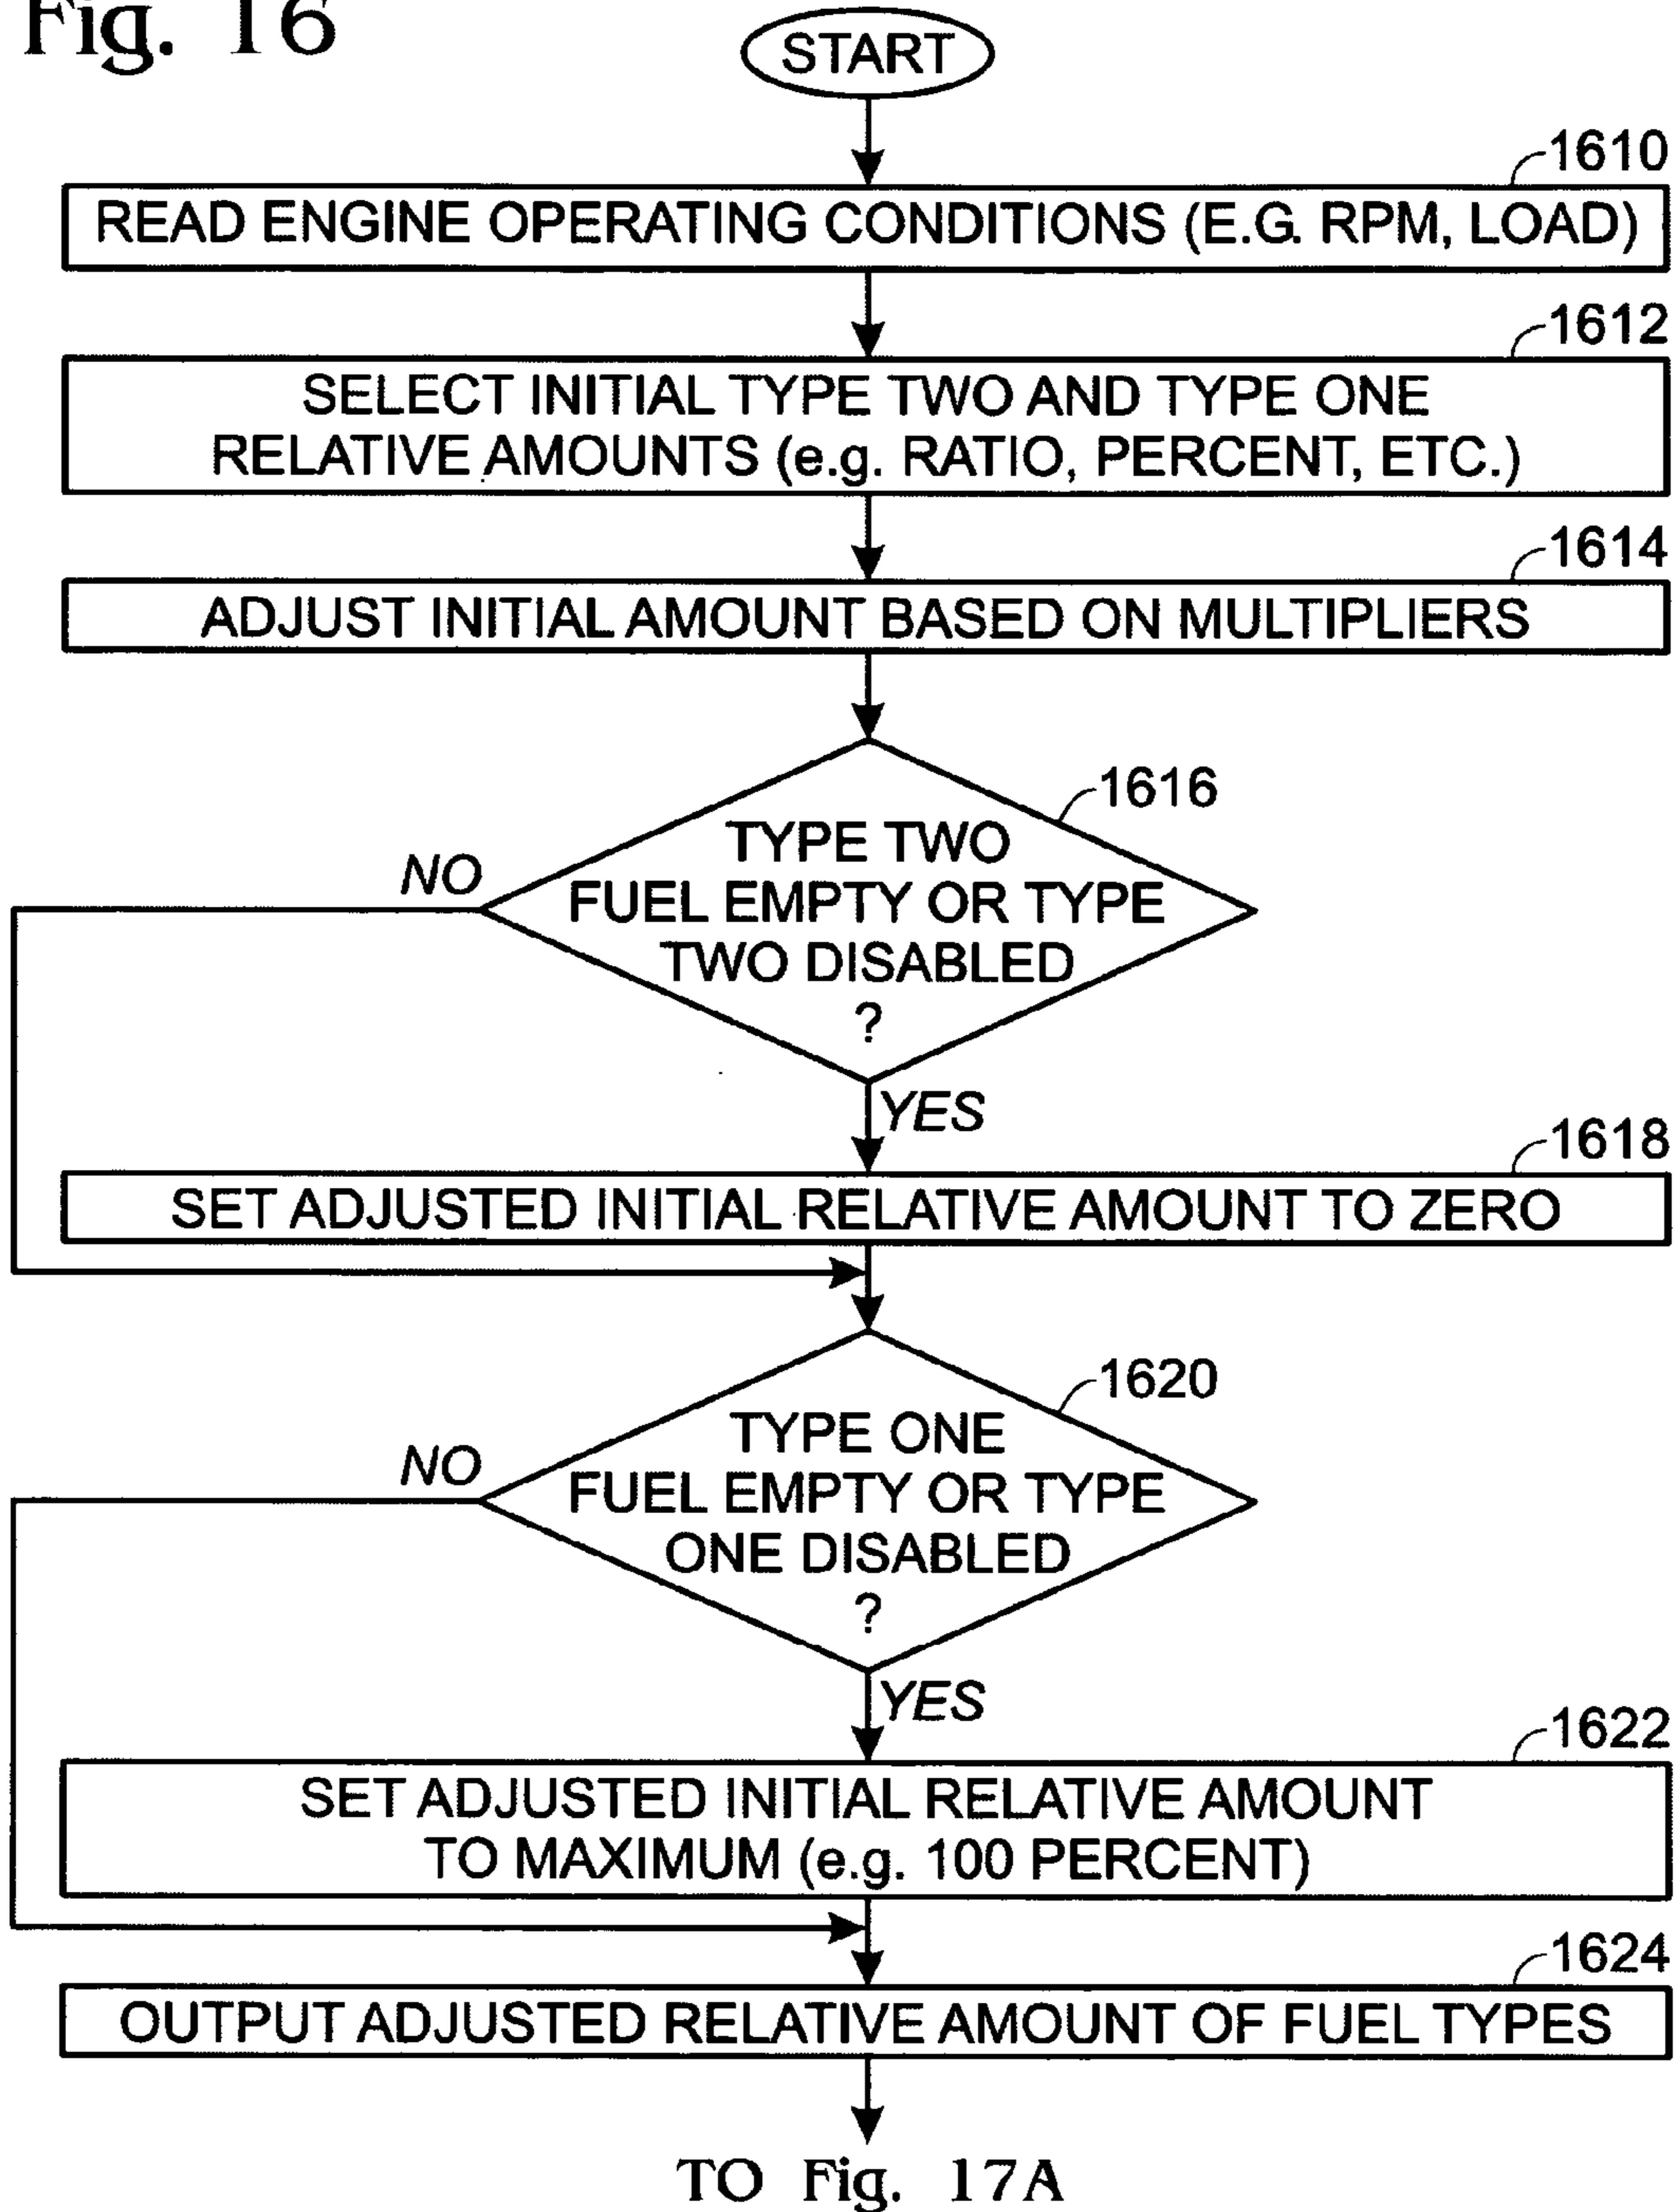 Fig. 16
START
1610
READ ENGINE OPERATING CONDITIONS (E.G. RPM, LOAD)
1612
SELECT INITIAL TYPE TWO AND TYPE ONE
RELATIVE AMOUNTS (e.g. RATIO, PERCENT, ETC.)
1614
ADJUST INITIAL AMOUNT BASED ON MULTIPLIERS
1616
TYPE TWO
NO
FUEL EMPTY OR TYPE
TWO DISABLED
?
YES
1618
SET ADJUSTED INITIAL RELATIVE AMOUNT TO ZERO
1620
TYPE ONE
NO
FUEL EMPTY OR TYPE
ONE DISABLED
?
YES
1622
SET ADJUSTED INITIAL RELATIVE AMOUNT
TO MAXIMUM (e.g. 100 PERCENT)
1624
OUTPUT ADJUSTED RELATIVE AMOUNT OF FUEL TYPES
TO Fig. 17A